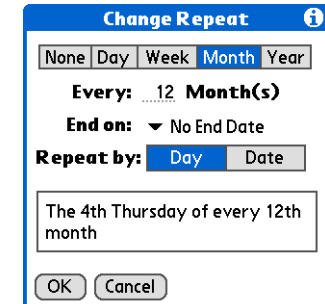 Change Repeat
None Day Week Month Year
Every: 12 Month(s)
End on: No End Date
Repeat by: Day Date
The 4th Thursday of every 12th
month
OK Cancel